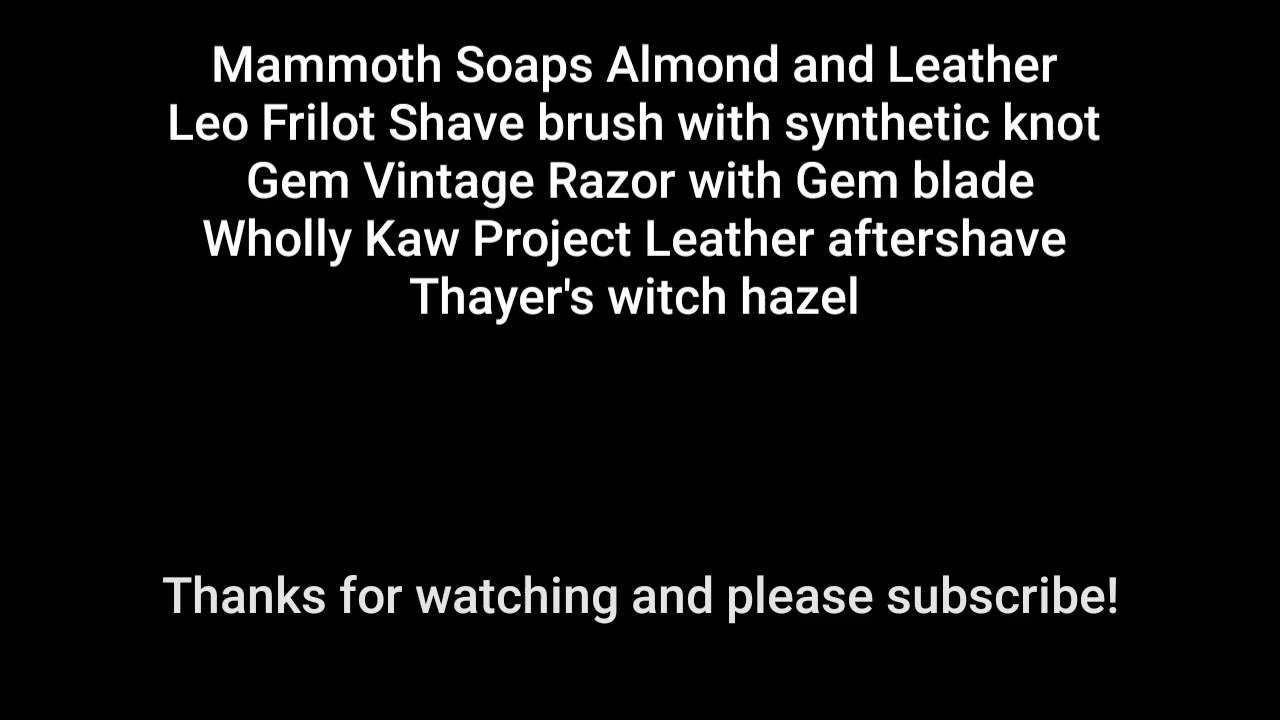 Mammoth Soaps Almond and Leather
Leo Frilot Shave brush with synthetic knot
Gem Vintage Razor with Gem blade
Wholly Kaw Project Leather aftershave
Thayer's witch hazel
Thanks for watching and please subscribe!